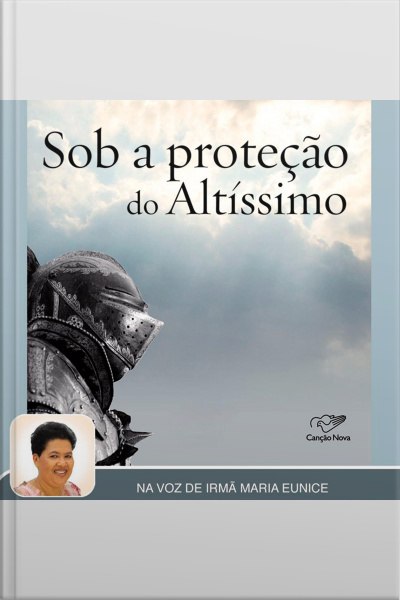 Sob a proteção
do Altíssimo
Canção Nova
NA VOZ DE IRMÃ MARIA EUNICE